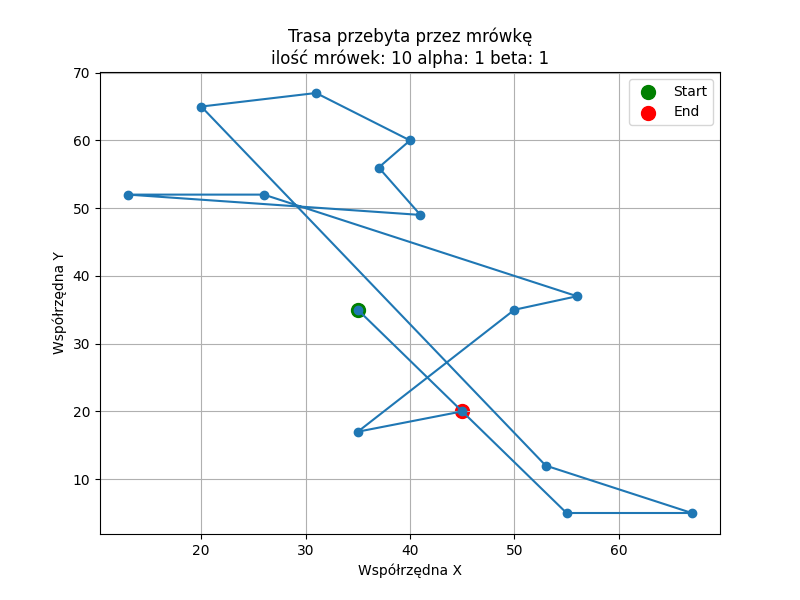 Trasa przebyta przez mrówkę
ilość mrówek: 10 alpha: 1 beta: 1
Start
End
70
60
50
40
30
20
10
Współrzędna Y
20 30 40 50 60
Współrzędna X